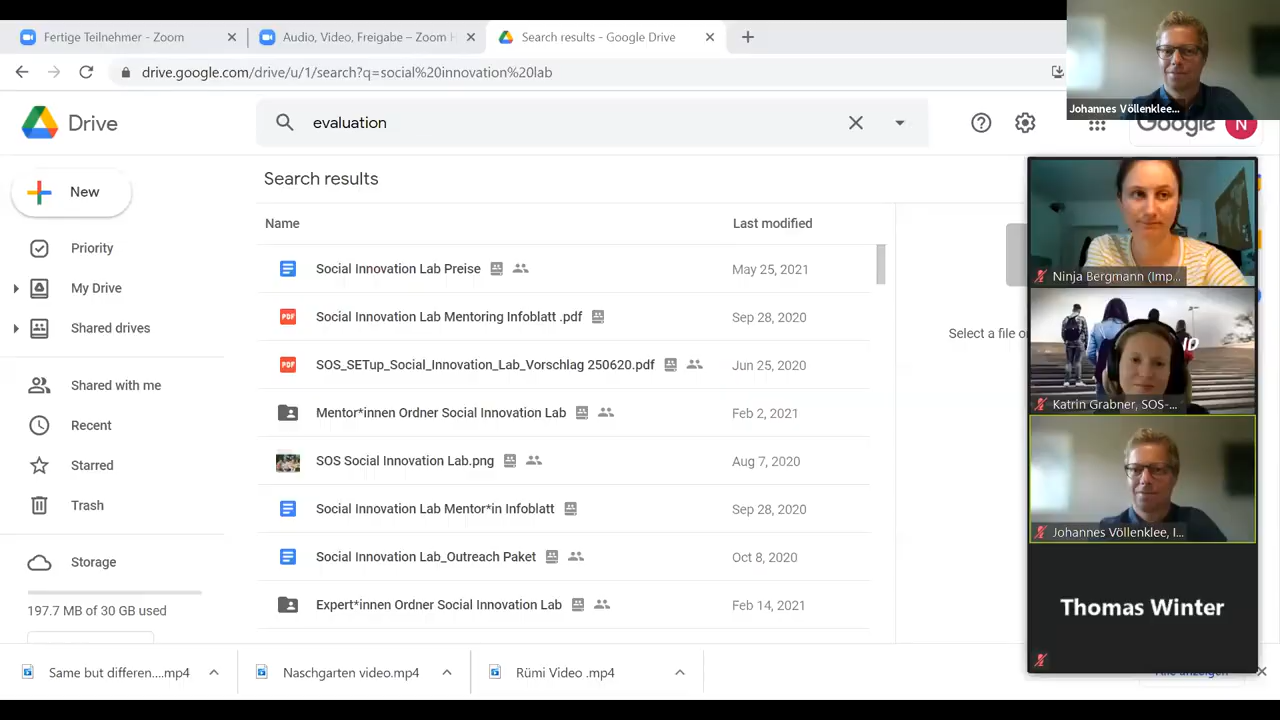 Fertige Teilnehmer - Zoom
Audio, Video, Freigabe – Zoom H
Search results - Google Drive
drive.google.com/drive/u/1/search?q=social%20innovation%20lab
Johannes Völlenklee...
Drive
evaluation
Google
N
New
Search results
Priority
My Drive
Shared drives
Shared with me
Recent
Starred
Trash
Storage
197.7 MB of 30 GB used
Name
Last modified
Social Innovation Lab Preise
May 25, 2021
PDF
Social Innovation Lab Mentoring Infoblatt .pdf
Sep 28, 2020
PDF
SOS_SETup_Social_Innovation_Lab_Vorschlag 250620.pdf
Jun 25, 2020
Mentor*innen Ordner Social Innovation Lab
Feb 2, 2021
SOS Social Innovation Lab.png
Aug 7, 2020
Social Innovation Lab Mentor*in Infoblatt
Sep 28, 2020
Social Innovation Lab_Outreach Paket
Oct 8, 2020
Expert*innen Ordner Social Innovation Lab
Feb 14, 2021
Select a file o
Ninja Bergmann (Imp...
Katrin Grabner, SOS-...
Johannes Völlenklee, I...
Thomas Winter
Same but differen....mp4
Naschgarten video.mp4
Rümi Video .mp4
Alle anzeigen